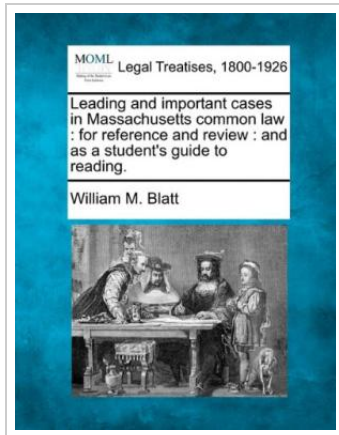 MOML
Legal Treatises, 1800-1926
Leading and important cases
in Massachusetts common law
: for reference and review : and
as a student's guide to
reading.
William M. Blatt